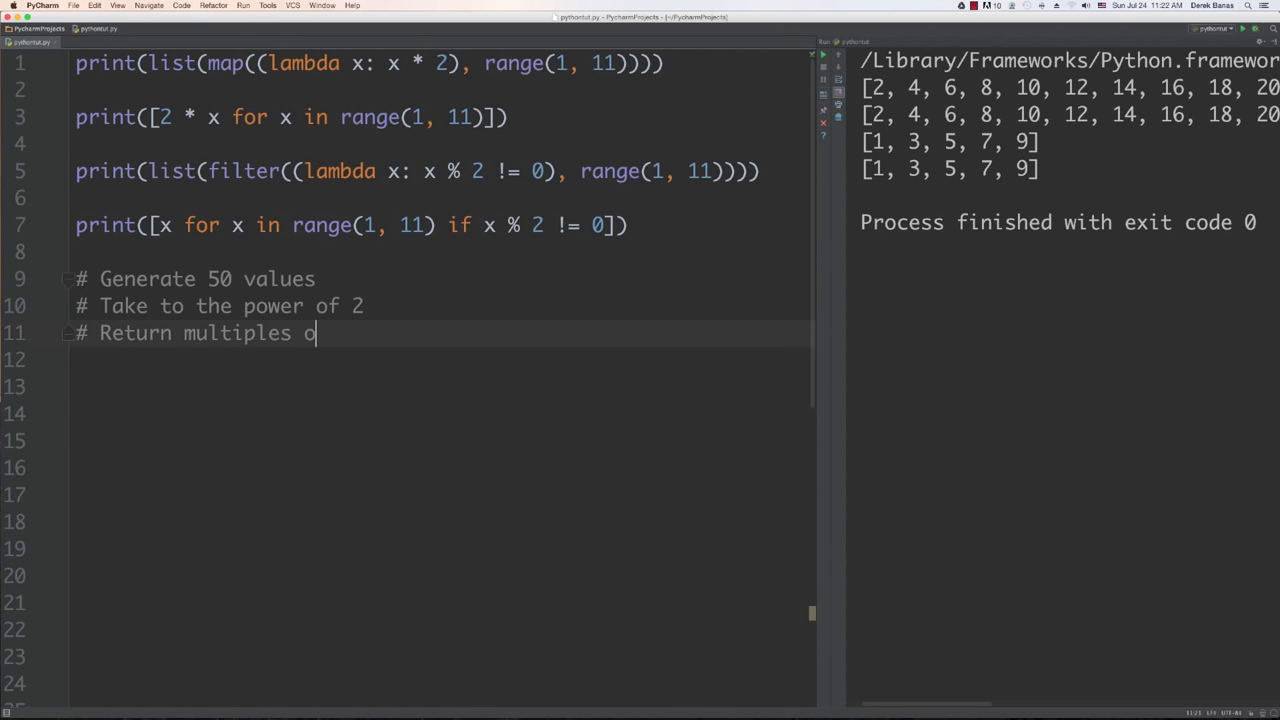 PyCharm File Edit View Navigate Code Refactor Run Tools VCS Window Help 10 Sun Jul 24 11:22 AM Derek Banas
pythontut.py - PycharmProjects - [~/PycharmProjects]
PycharmProjects pythontut.py pythontut
pythontut.py
Run: pythontut
1 print(list(map((lambda x: x * 2), range(1, 11))))
2
3 print([2 * x for x in range(1, 11)])
4
5 print(list(filter((lambda x: x % 2 != 0), range(1, 11))))
6
7 print([x for x in range(1, 11) if x % 2 != 0])
8
9 # Generate 50 values
10 # Take to the power of 2
11 # Return multiples o
12
13
14
15
16
17
18
19
20
21
22
23
24
/Library/Frameworks/Python.framewor
[2, 4, 6, 8, 10, 12, 14, 16, 18, 20
[2, 4, 6, 8, 10, 12, 14, 16, 18, 20
[1, 3, 5, 7, 9]
[1, 3, 5, 7, 9]
Process finished with exit code 0
11:21 LF÷ UTF-8÷